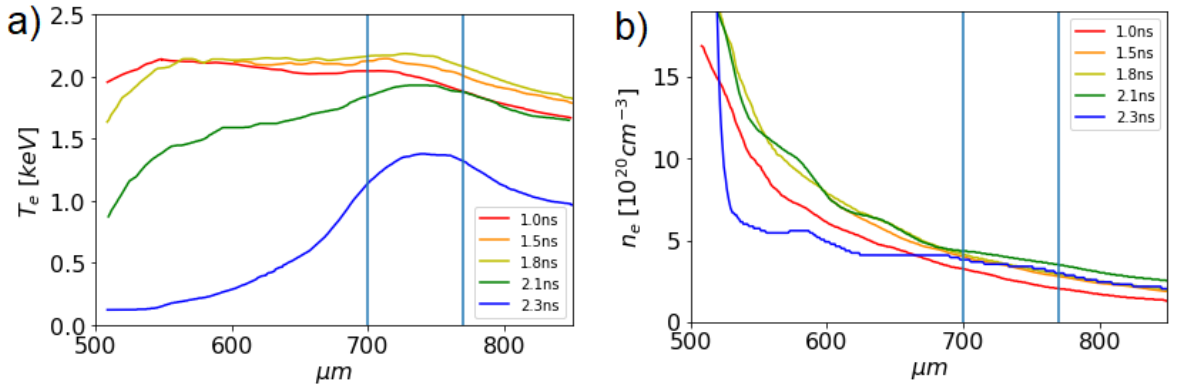 a)
T_e [keV]
2.5
2.0
1.5
1.0
0.5
0.0
1.0ns
1.5ns
1.8ns
2.1ns
2.3ns
500
600
700
800
μm
b)
n_e [10^20 cm^-3]
15
10
5
0
1.0ns
1.5ns
1.8ns
2.1ns
2.3ns
500
600
700
800
μm